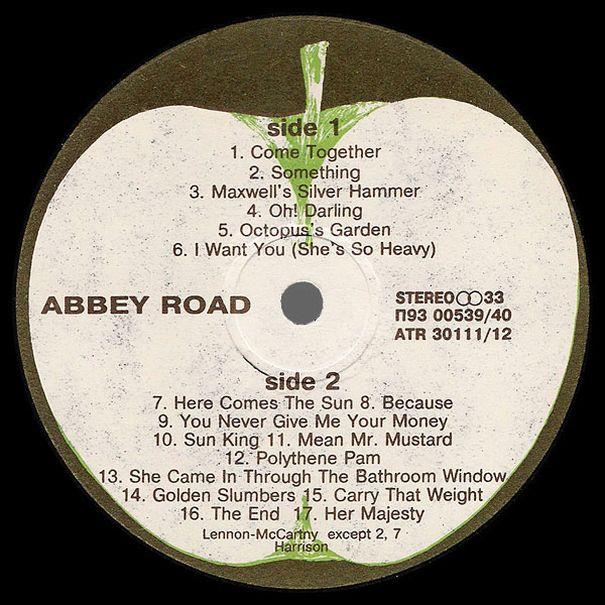 side 1
1. Come Together
2. Something
3. Maxwell's Silver Hammer
4. Oh! Darling
5. Octopus's Garden
6. I Want You (She's So Heavy)
ABBEY ROAD
STEREO 33
П93 00539/40
ATR 30111/12
side 2
7. Here Comes The Sun 8. Because
9. You Never Give Me Your Money
10. Sun King 11. Mean Mr. Mustard
12. Polythene Pam
13. She Came In Through The Bathroom Window
14. Golden Slumbers 15. Carry That Weight
16. The End 17. Her Majesty
Lennon-McCartny except 2, 7
Harrison